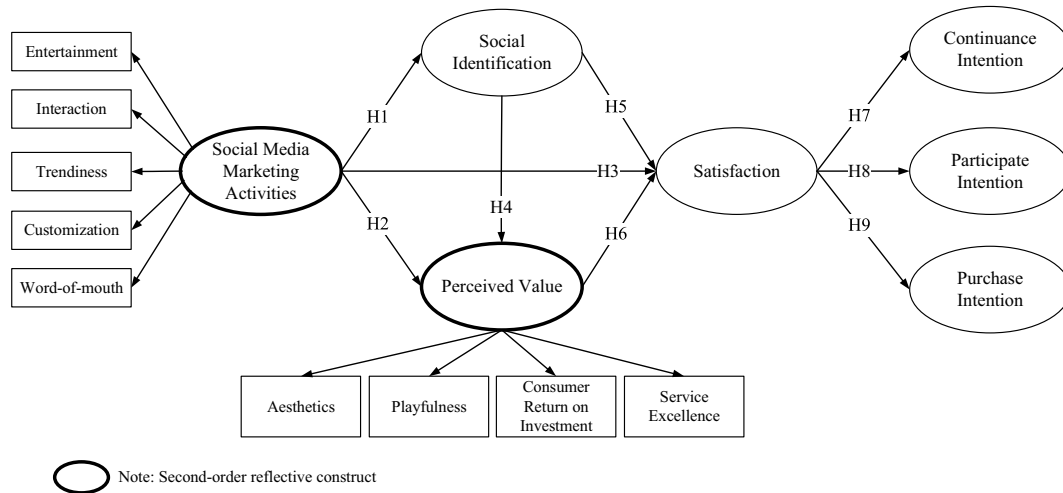 Entertainment
Interaction
Trendiness
Customization
Word-of-mouth
Social Media
Marketing
Activities
H1
H2
Social
Identification
H4
H3
H5
H6
Perceived Value
Aesthetics
Playfulness
Consumer
Return on
Investment
Service
Excellence
Satisfaction
H7
H8
H9
Continuance
Intention
Participate
Intention
Purchase
Intention
Note: Second-order reflective construct